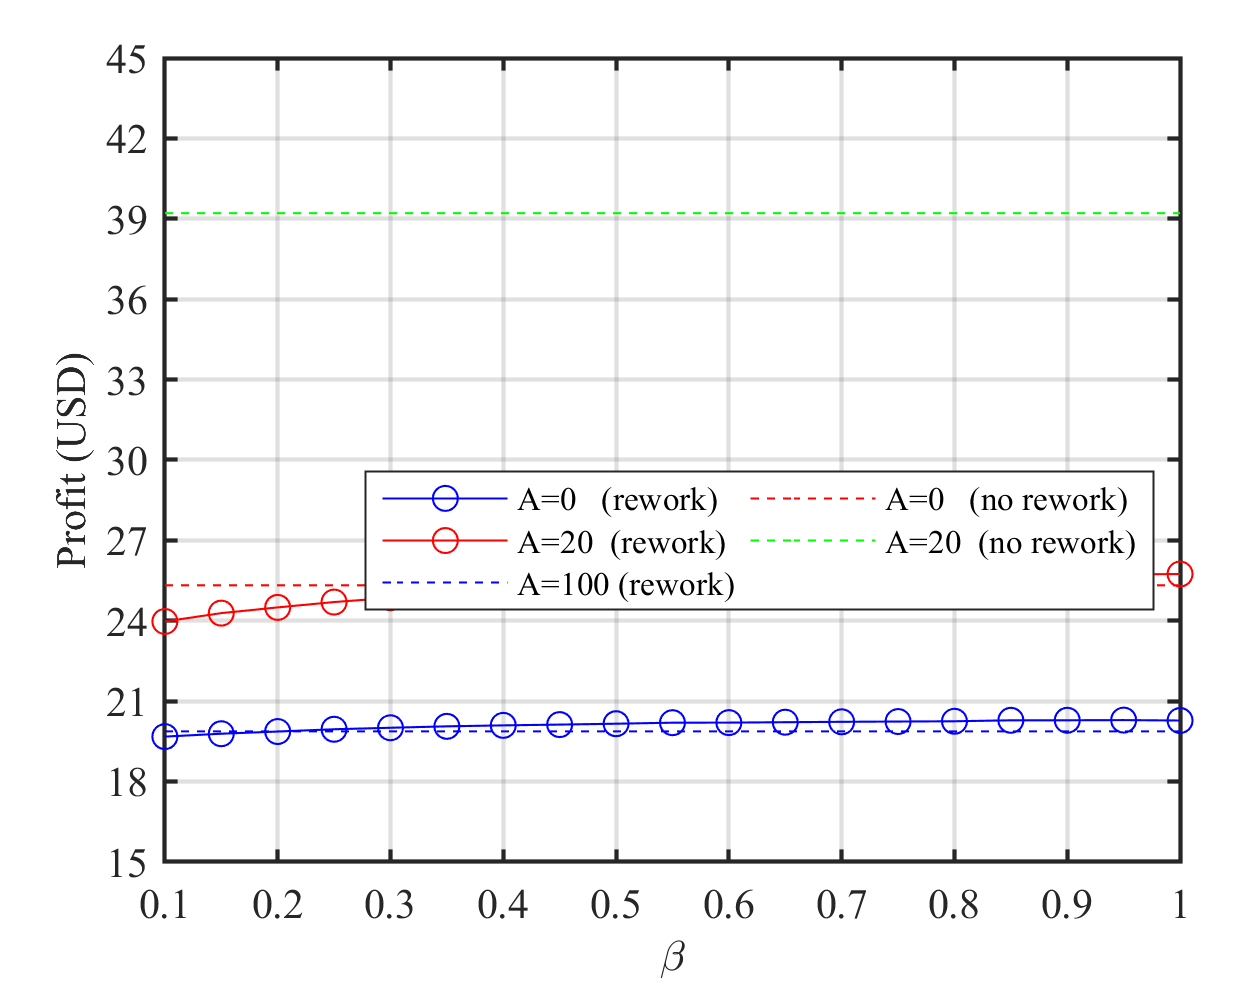 45
42
39
36
33
30
27
24
21
18
15
Profit (USD)
A=0 (rework)
A=20 (rework)
A=100 (rework)
A=0 (no rework)
A=20 (no rework)
0.1 0.2 0.3 0.4 0.5 0.6 0.7 0.8 0.9 1
β